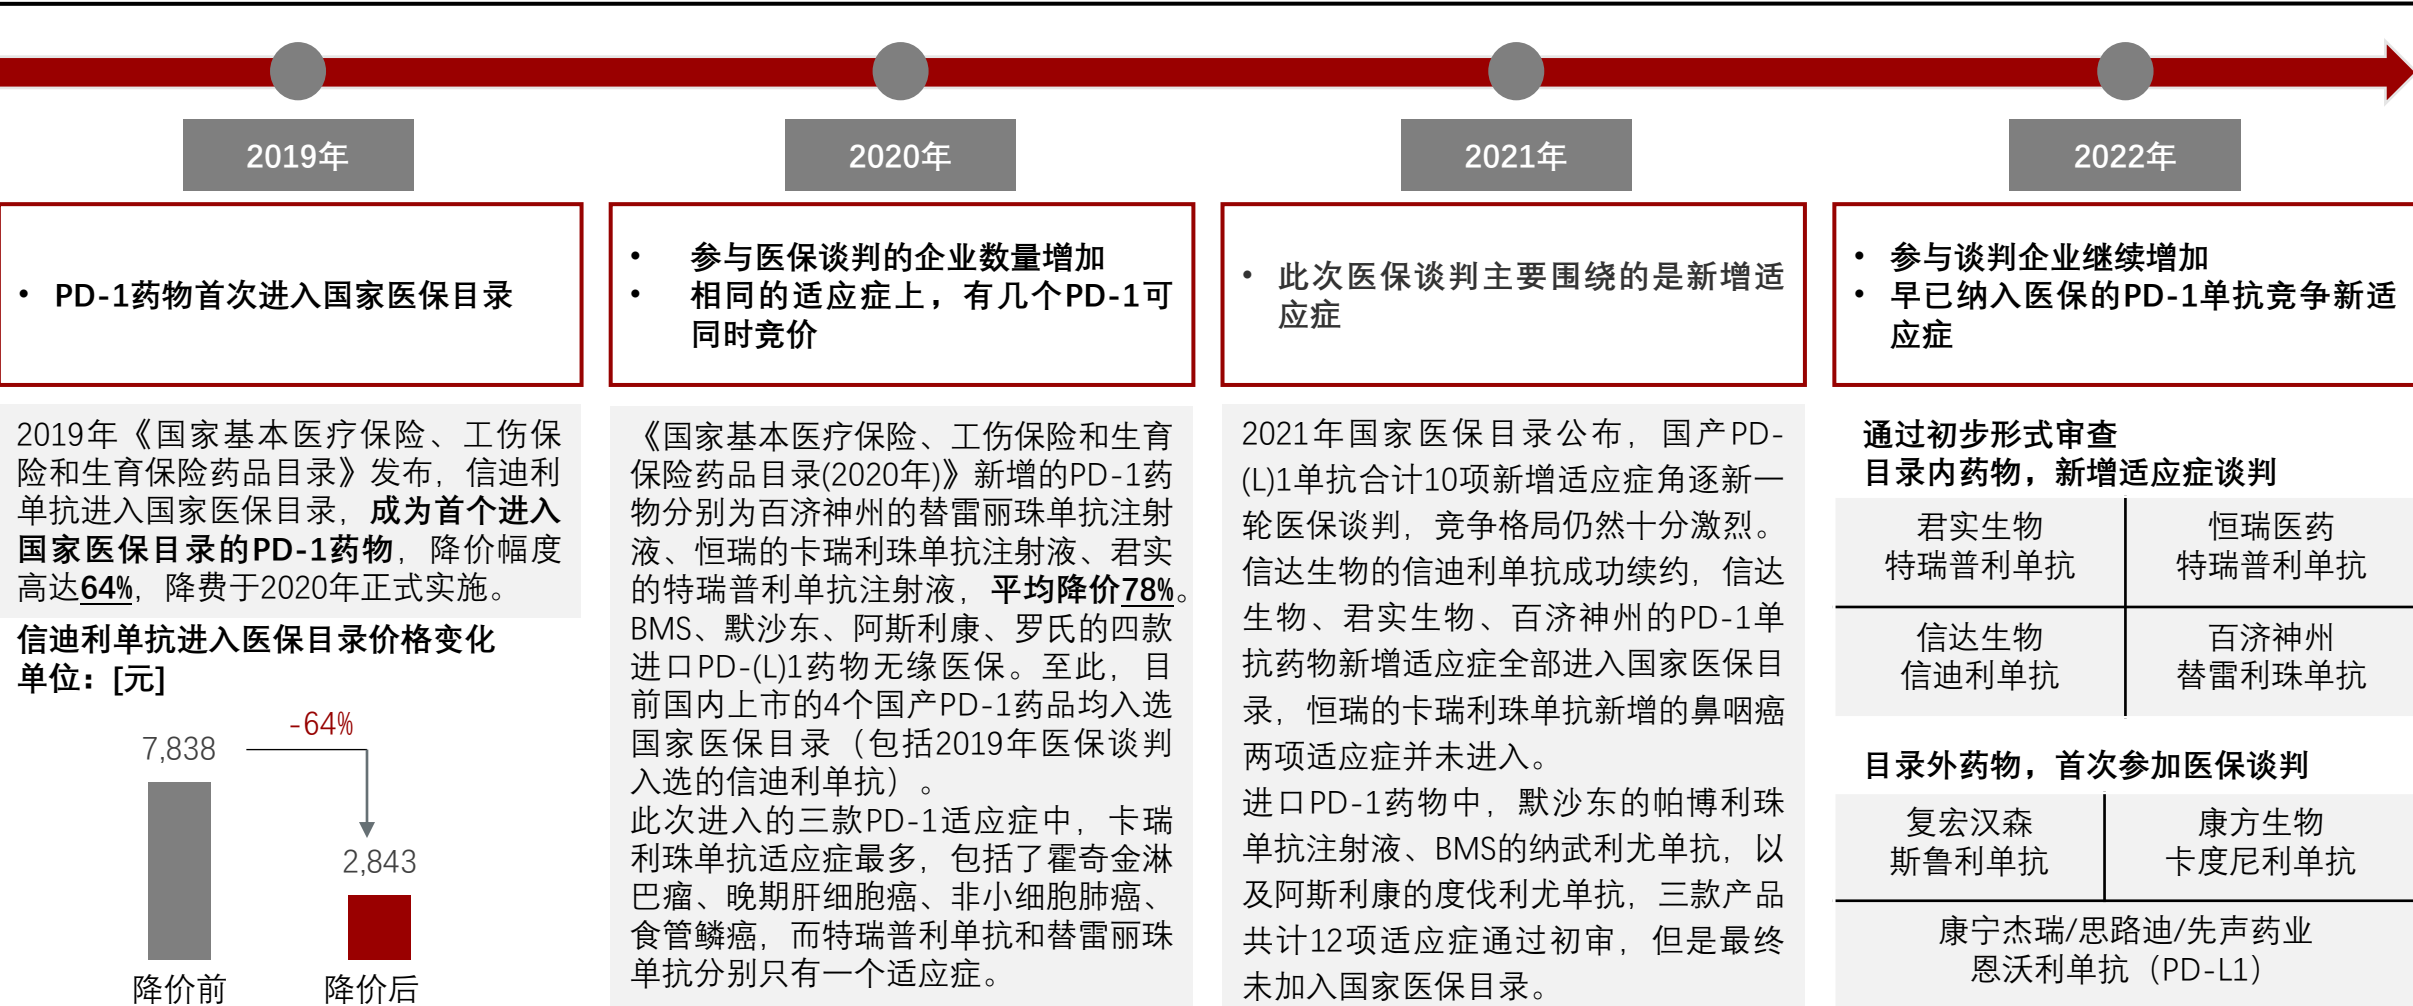 2019年
2020年
2021年
2022年
• PD-1药物首次进入国家医保目录
• 参与医保谈判的企业数量增加
• 相同的适应症上，有几个PD-1可
同时竞价
• 此次医保谈判主要围绕的是新增适
应症
• 参与谈判企业继续增加
• 早已纳入医保的PD-1单抗竞争新适
应症
2019年《国家基本医疗保险、工伤保
险和生育保险药品目录》发布，信迪利
单抗进入国家医保目录，成为首个进入
国家医保目录的PD-1药物，降价幅度
高达64%，降费于2020年正式实施。
信迪利单抗进入医保目录价格变化
单位：[元]
-64%
7,838
2,843
降价前
降价后
《国家基本医疗保险、工伤保险和生育
保险药品目录(2020年)》新增的PD-1药
物分别为百济神州的替雷丽珠单抗注射
液、恒瑞的卡瑞利珠单抗注射液、君实
的特瑞普利单抗注射液，平均降价78%。
BMS、默沙东、阿斯利康、罗氏的四款
进口PD-(L)1药物无缘医保。至此，目
前国内上市的4个国产PD-1药品均入选
国家医保目录（包括2019年医保谈判
入选的信迪利单抗）。
此次进入的三款PD-1适应症中，卡瑞
利珠单抗适应症最多，包括了霍奇金淋
巴瘤、晚期肝细胞癌、非小细胞肺癌、
食管鳞癌，而特瑞普利单抗和替雷丽珠
单抗分别只有一个适应症。
2021年国家医保目录公布，国产PD-
(L)1单抗合计10项新增适应症角逐新一
轮医保谈判，竞争格局仍然十分激烈。
信达生物的信迪利单抗成功续约，信达
生物、君实生物、百济神州的PD-1单
抗药物新增适应症全部进入国家医保目
录，恒瑞的卡瑞利珠单抗新增的鼻咽癌
两项适应症并未进入。
进口PD-1药物中，默沙东的帕博利珠
单抗注射液、BMS的纳武利尤单抗，以
及阿斯利康的度伐利尤单抗，三款产品
共计12项适应症通过初审，但是最终
未加入国家医保目录。
通过初步形式审查
目录内药物，新增适应症谈判
君实生物
特瑞普利单抗
恒瑞医药
特瑞普利单抗
信达生物
信迪利单抗
百济神州
替雷利珠单抗
目录外药物，首次参加医保谈判
复宏汉森
斯鲁利单抗
康方生物
卡度尼利单抗
康宁杰瑞/思路迪/先声药业
恩沃利单抗（PD-L1）